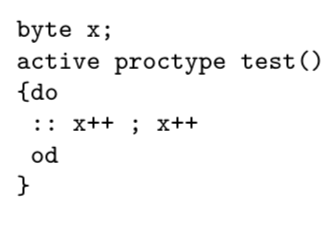 byte x;
active proctype test()
{do
:: x++ ; x++
od
}